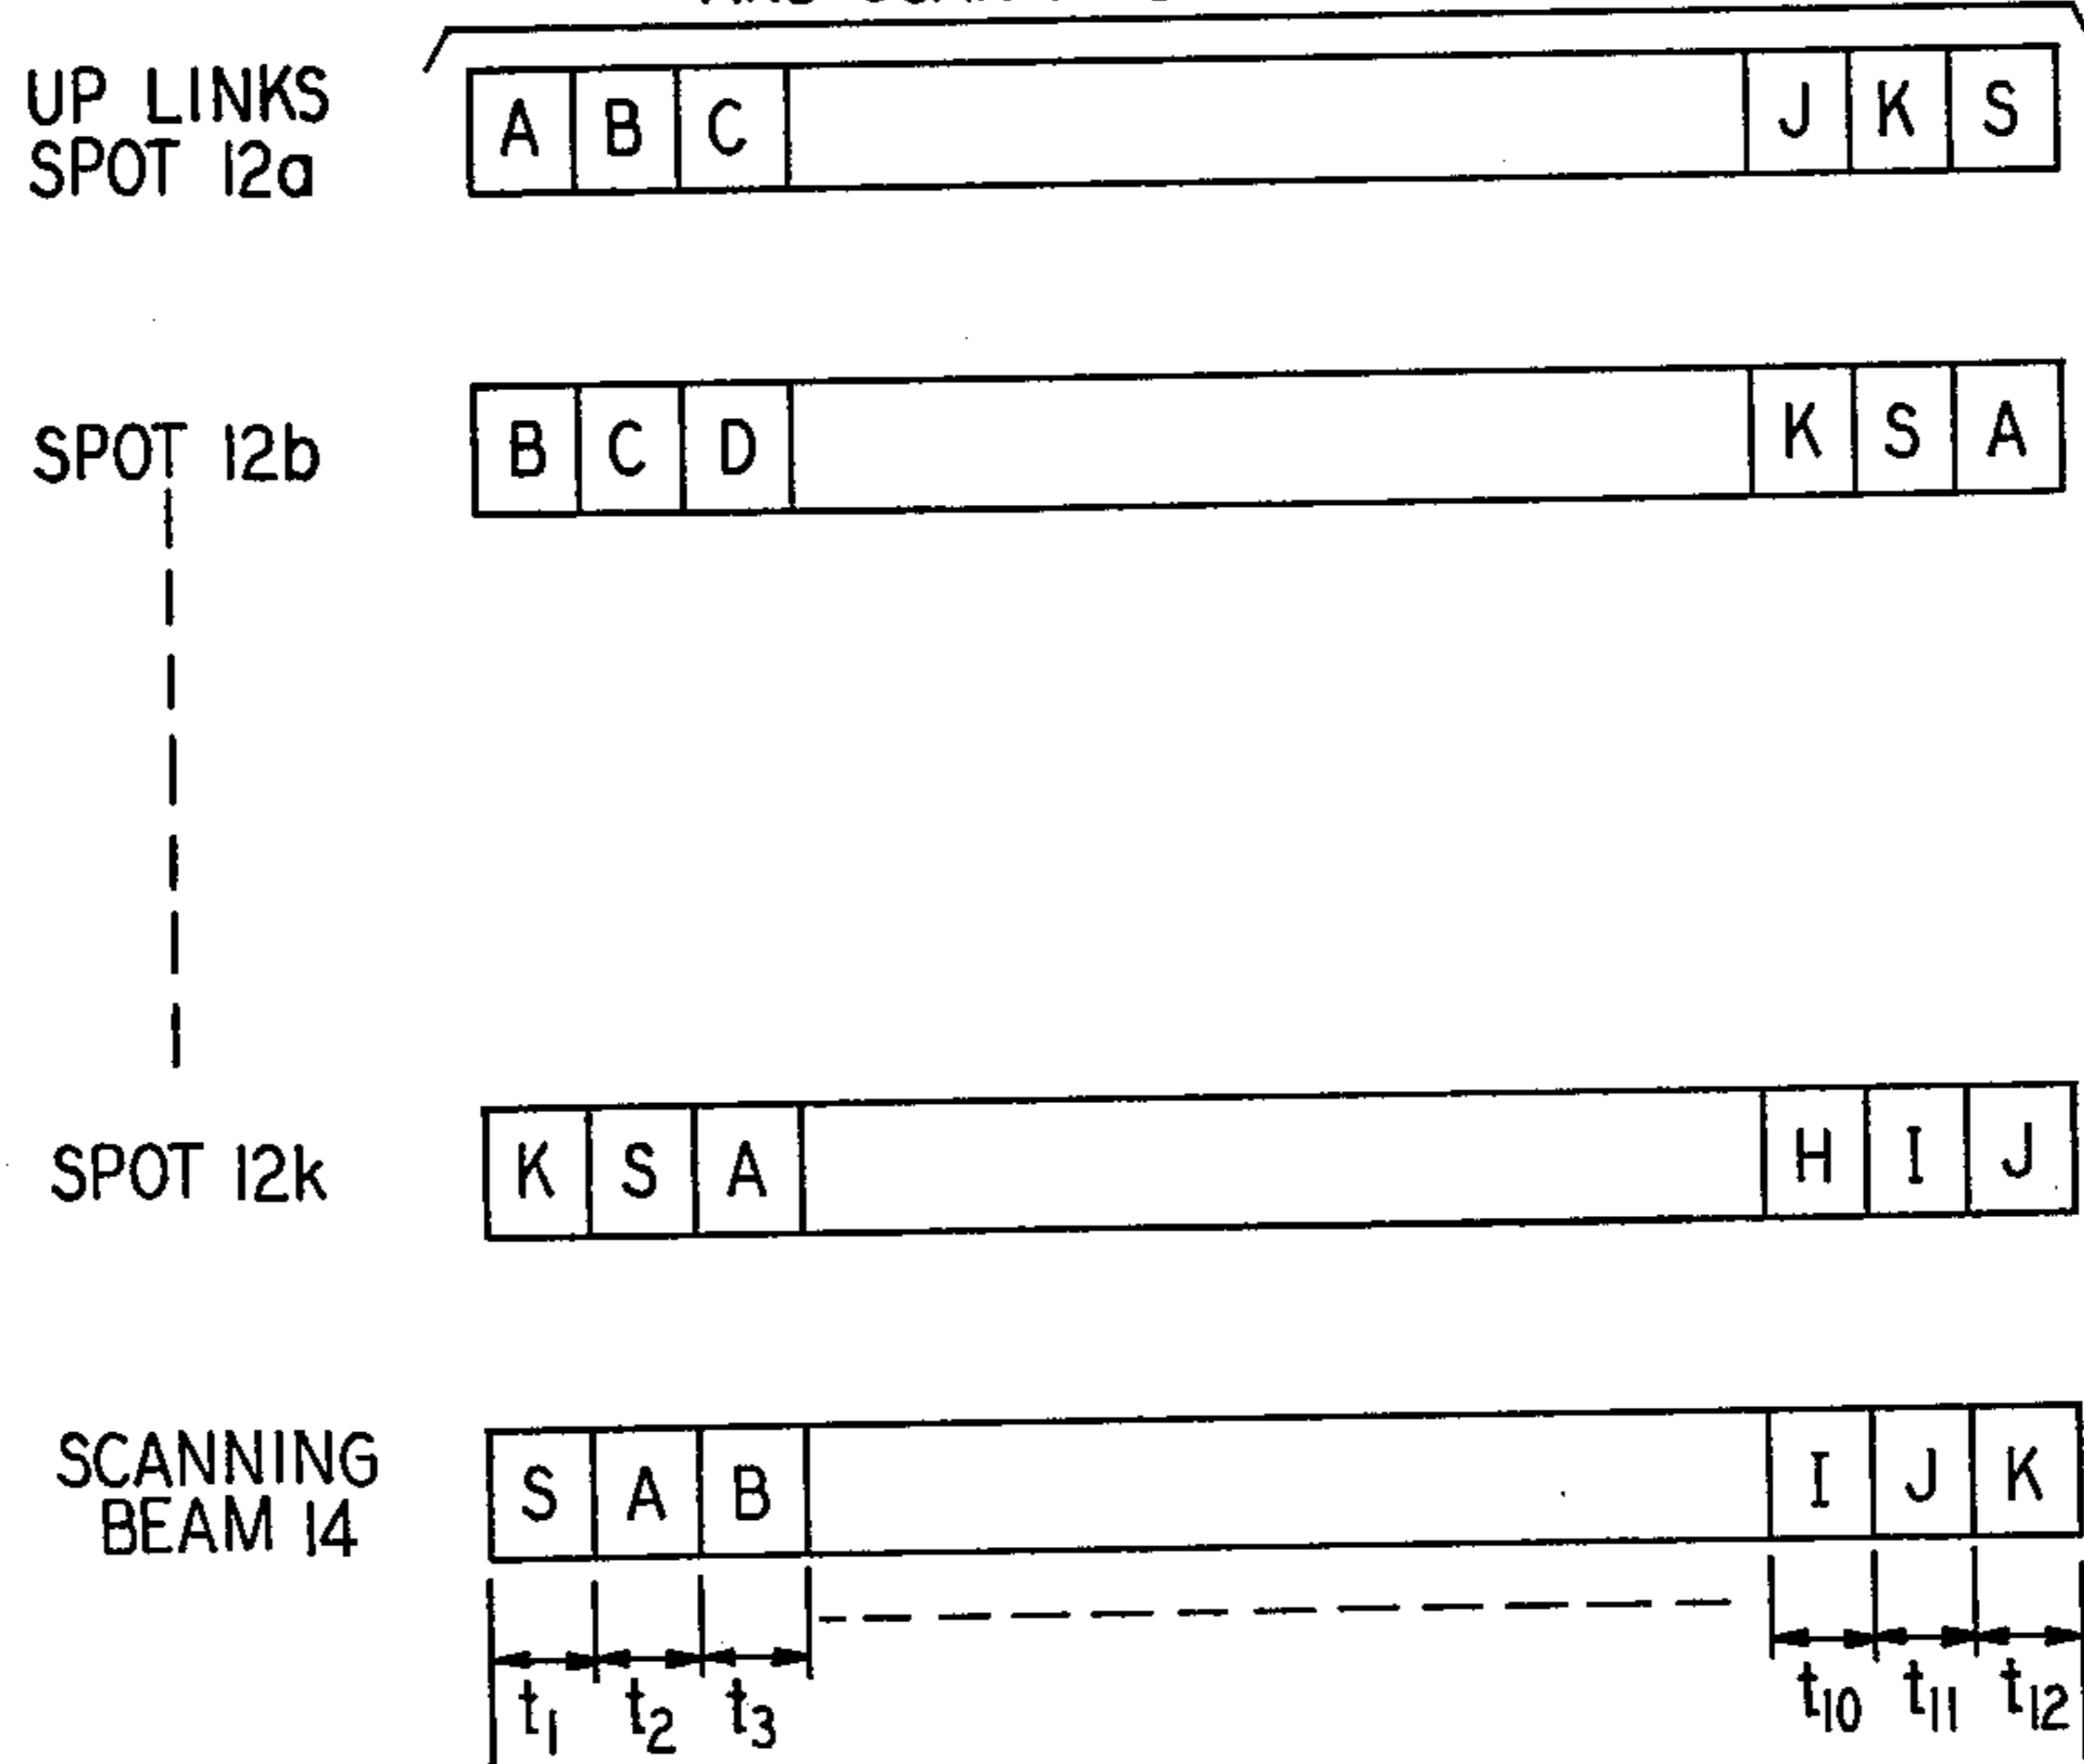 UP LINKS
SPOT 12a
A B C J K S
SPOT 12b
B C D K S A
SPOT 12k
K S A H I J
SCANNING
BEAM 14
S A B I J K
t1 t2 t3 t10 t11 t12